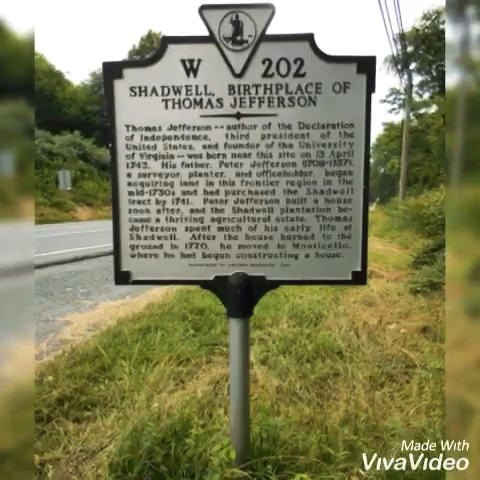 W 202
SHADWELL, BIRTHPLACE OF
THOMAS JEFFERSON
Thomas Jefferson -- author of the Declaration
of Independence, third president of the
United States, and founder of the University
of Virginia -- was born near this site on 13 April
1743. His father, Peter Jefferson (1708-1757),
a surveyor, planter, and officeholder, began
acquiring land in this frontier region in the
mid-1730s and had purchased the Shadwell
tract by 1741. Peter Jefferson built a house
soon after, and the Shadwell plantation be-
came a thriving agricultural estate. Thomas
Jefferson spent much of his early life at
Shadwell. After the house burned to the
ground in 1770, he moved to Monticello,
where he had begun constructing a house.
Made With
VivaVideo